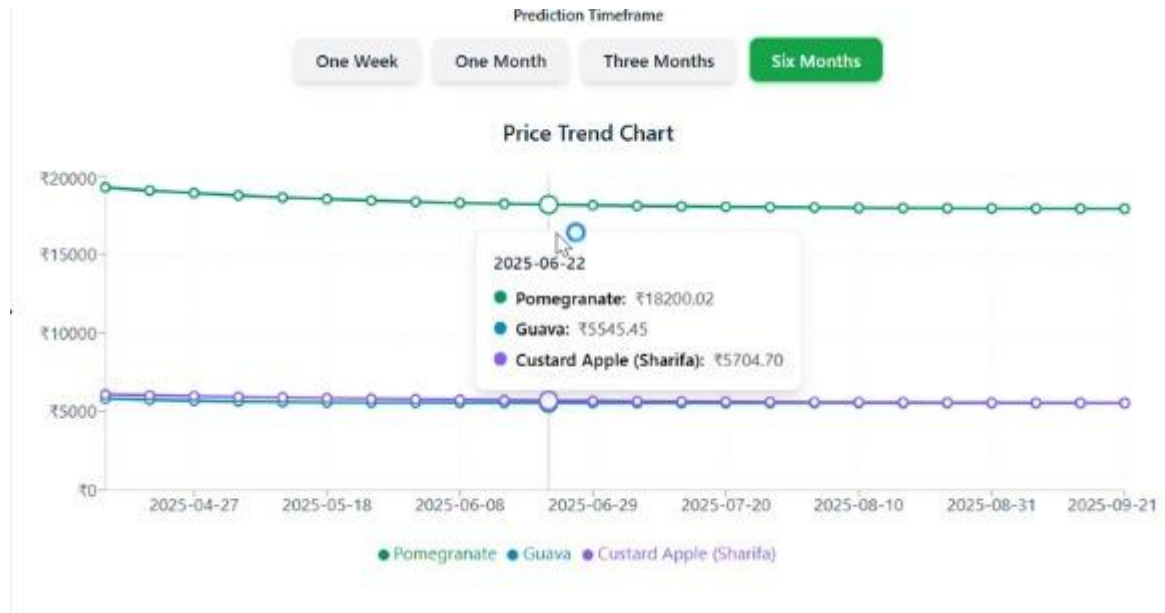 Prediction Timeframe
One Week One Month Three Months Six Months
Price Trend Chart
₹20000
₹15000
₹10000
₹5000
₹0
2025-06-22
Pomegranate: ₹18200.02
Guava: ₹5545.45
Custard Apple (Sharifa): ₹5704.70
2025-04-27 2025-05-18 2025-06-08 2025-06-29 2025-07-20 2025-08-10 2025-08-31 2025-09-21
Pomegranate Guava Custard Apple (Sharifa)